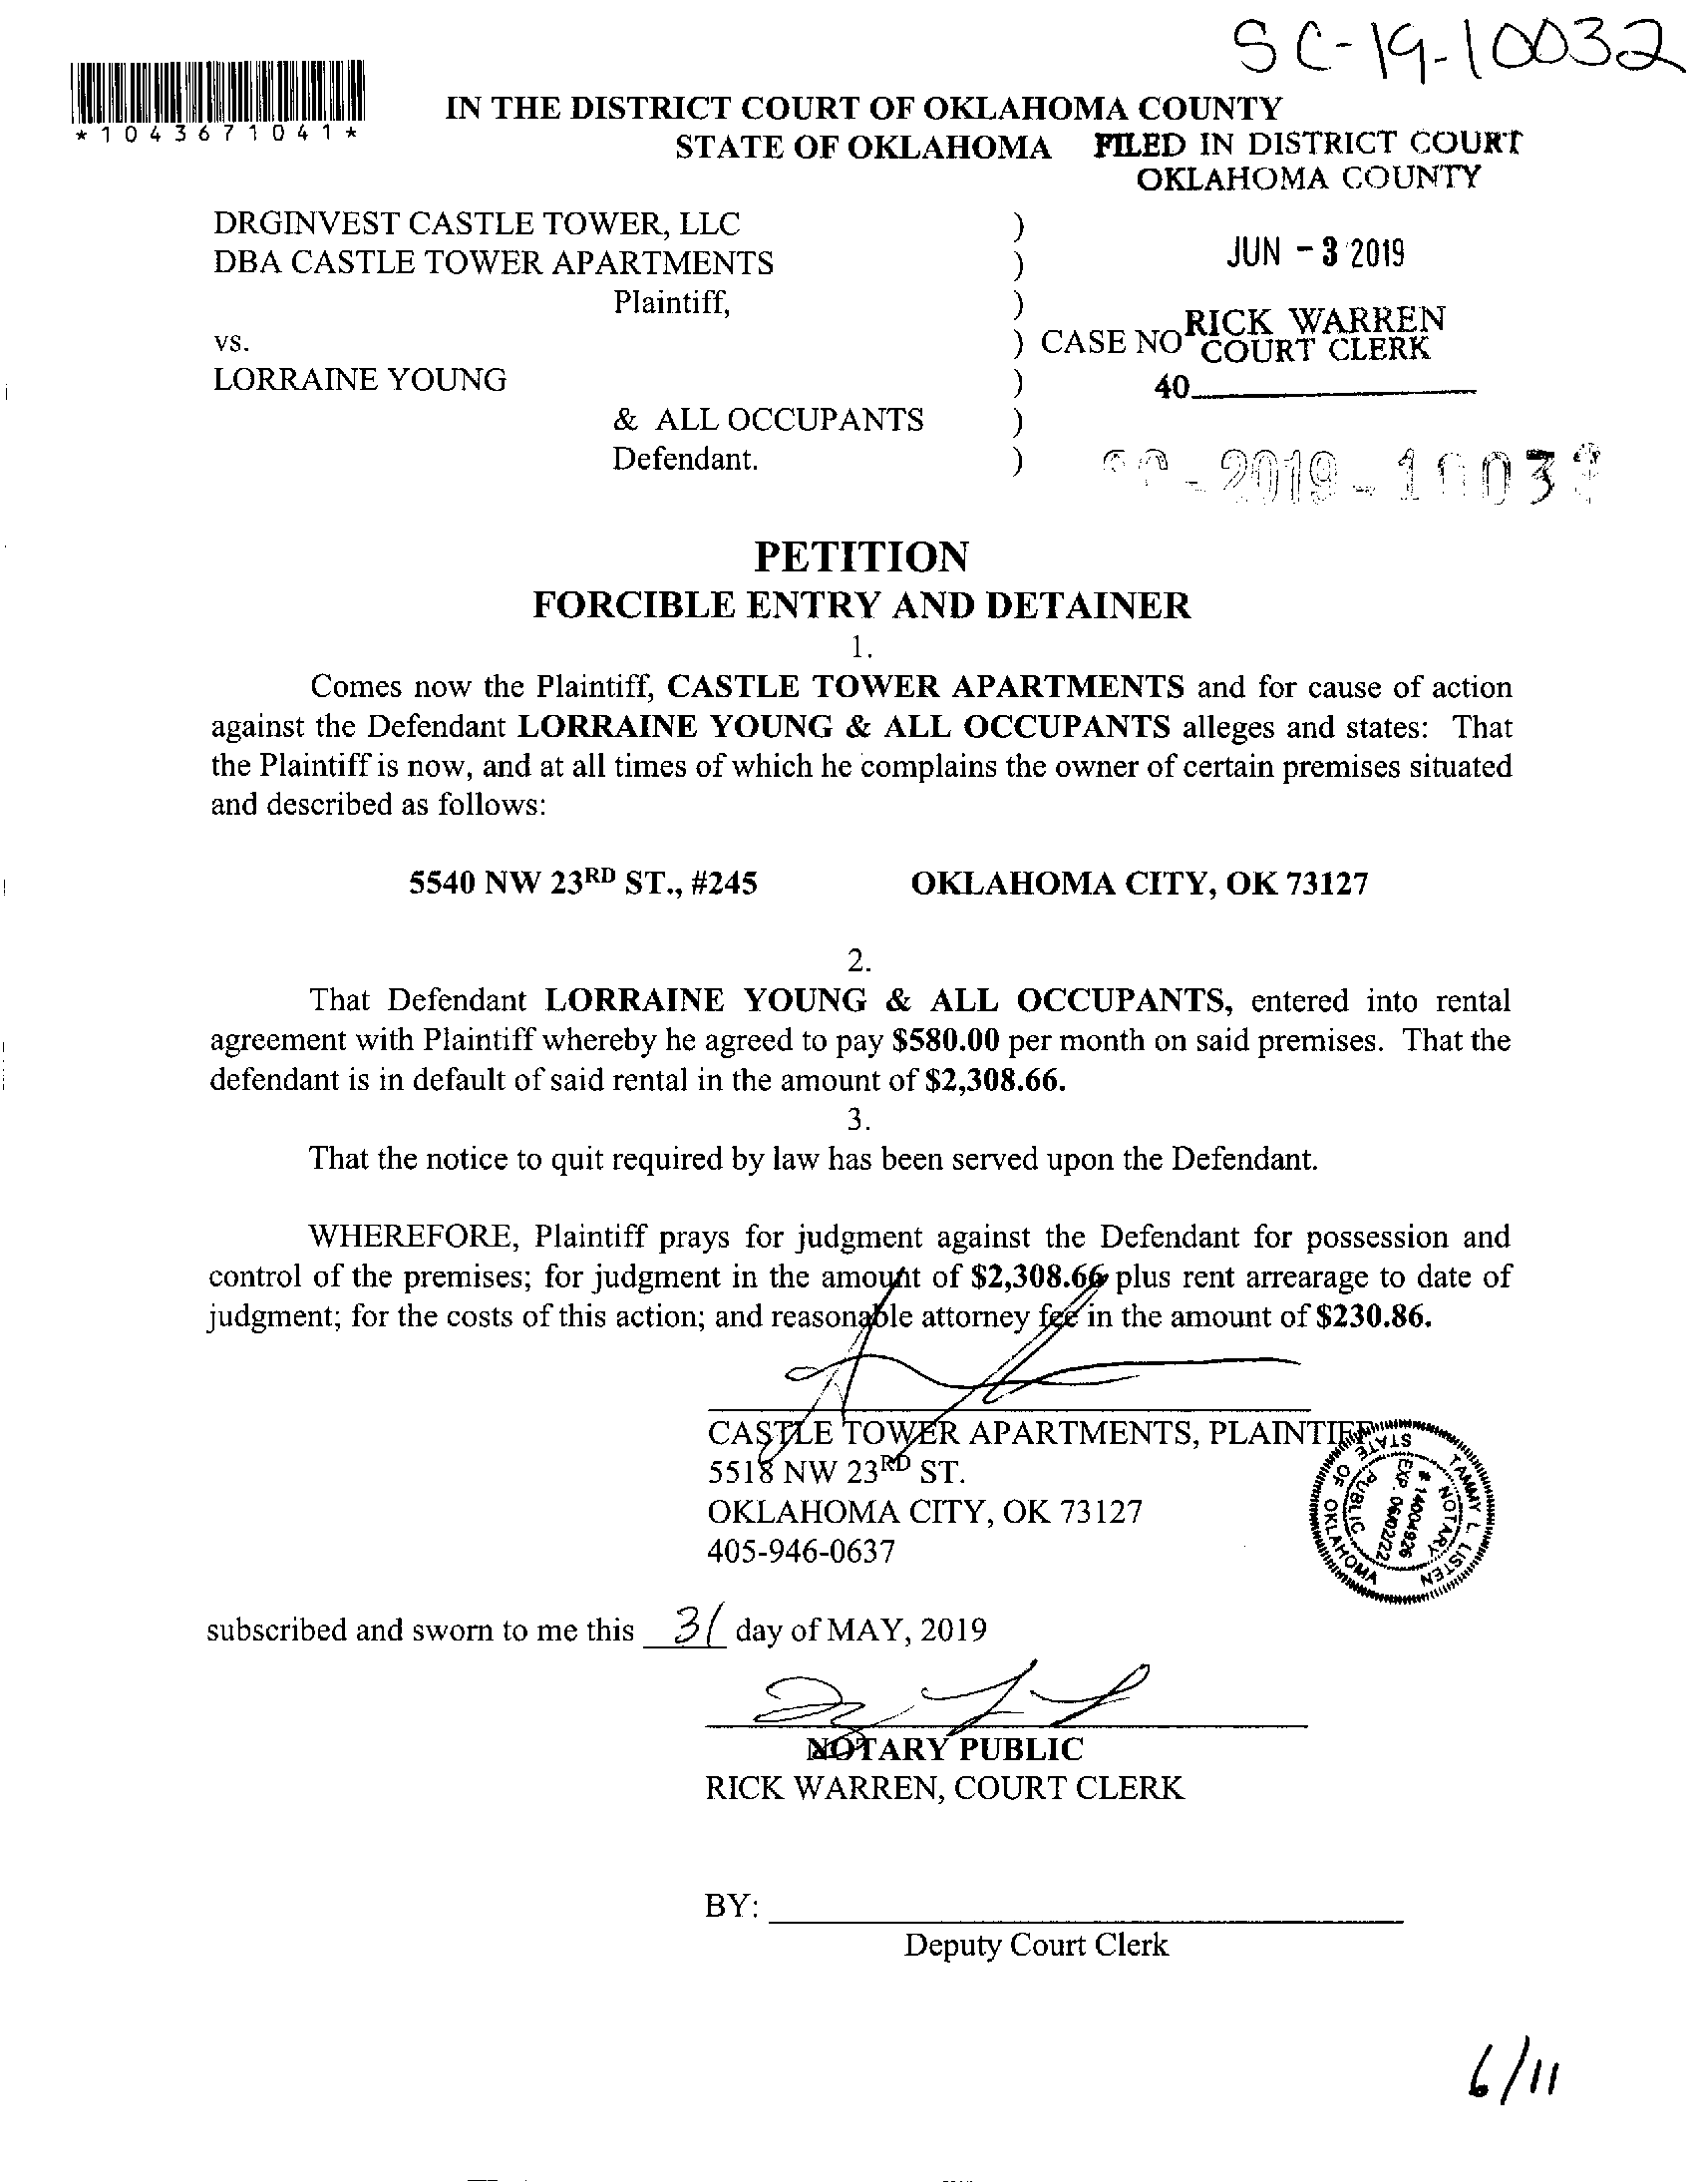 SC-19-10032
*1043671041*
IN THE DISTRICT COURT OF OKLAHOMA COUNTY
STATE OF OKLAHOMA
FILED IN DISTRICT COURT
OKLAHOMA COUNTY
DRGINVEST CASTLE TOWER, LLC )
DBA CASTLE TOWER APARTMENTS )
JUN - 3 2019
Plaintiff, )
vs. ) CASE NO
RICK WARREN
COURT CLERK
LORRAINE YOUNG )
40
& ALL OCCUPANTS )
Defendant. )
- 2019 - 1003
PETITION
FORCIBLE ENTRY AND DETAINER
1.
Comes now the Plaintiff, CASTLE TOWER APARTMENTS and for cause of action
against the Defendant LORRAINE YOUNG & ALL OCCUPANTS alleges and states: That
the Plaintiff is now, and at all times of which he complains the owner of certain premises situated
and described as follows:
5540 NW 23RD ST., #245 OKLAHOMA CITY, OK 73127
2.
That Defendant LORRAINE YOUNG & ALL OCCUPANTS, entered into rental
agreement with Plaintiff whereby he agreed to pay $580.00 per month on said premises. That the
defendant is in default of said rental in the amount of $2,308.66.
3.
That the notice to quit required by law has been served upon the Defendant.
WHEREFORE, Plaintiff prays for judgment against the Defendant for possession and
control of the premises; for judgment in the amount of $2,308.66 plus rent arrearage to date of
judgment; for the costs of this action; and reasonable attorney fee in the amount of $230.86.
CASTLE TOWER APARTMENTS, PLAINTIFF
5518 NW 23RD ST.
OKLAHOMA CITY, OK 73127
405-946-0637
TAMMY L. LISTEN
NOTARY
# 14004926
EXP. 06/02/22
PUBLIC
STATE OF OKLAHOMA
subscribed and sworn to me this 31 day of MAY, 2019
NOTARY PUBLIC
RICK WARREN, COURT CLERK
BY:
Deputy Court Clerk
6/11